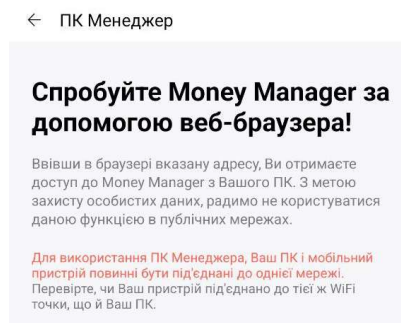 ← ПК Менеджер
Спробуйте Money Manager за
допомогою веб-браузера!
Ввівши в браузері вказану адресу, Ви отримаєте
доступ до Money Manager з Вашого ПК. З метою
захисту особистих даних, радимо не користуватися
даною функцією в публічних мережах.
Для використання ПК Менеджера, Ваш ПК і мобільний
пристрій повинні бути під'єднані до однієї мережі.
Перевірте, чи Ваш пристрій під'єднано до тієї ж WiFi
точки, що й Ваш ПК.